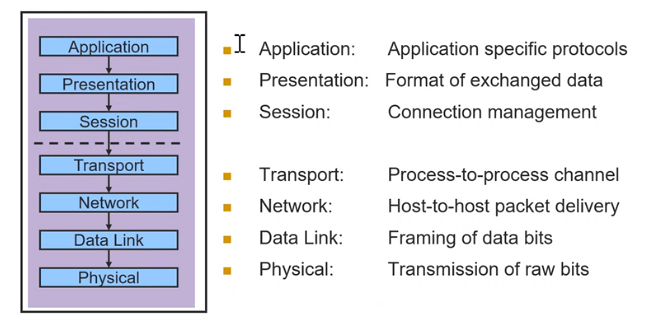 Application
Presentation
Session
Transport
Network
Data Link
Physical
Application: Application specific protocols
Presentation: Format of exchanged data
Session: Connection management
Transport: Process-to-process channel
Network: Host-to-host packet delivery
Data Link: Framing of data bits
Physical: Transmission of raw bits